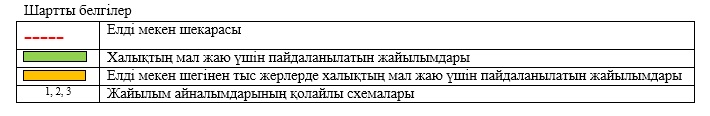 Шартты белгілер
Елді мекен шекарасы
Халықтың мал жаю үшін пайдаланылатын жайылымдары
Елді мекен шегінен тыс жерлерде халықтың мал жаю үшін пайдаланылатын жайылымдары
1, 2, 3 Жайылым айналымдарының қолайлы схемалары